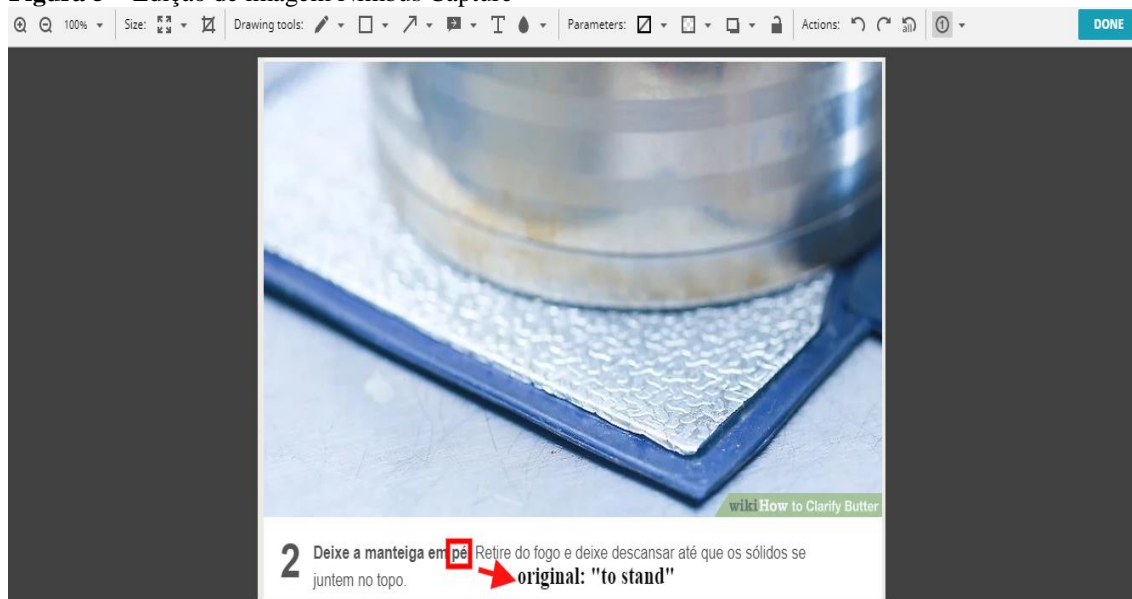 Figura 3 – Edição de imagem Nimbus Capture
100% Size: Drawing tools: T Parameters: Actions: all 1 DONE
wikiHow to Clarify Butter
2 Deixe a manteiga em pé. Retire do fogo e deixe descansar até que os sólidos se
juntem no topo.
original: "to stand"